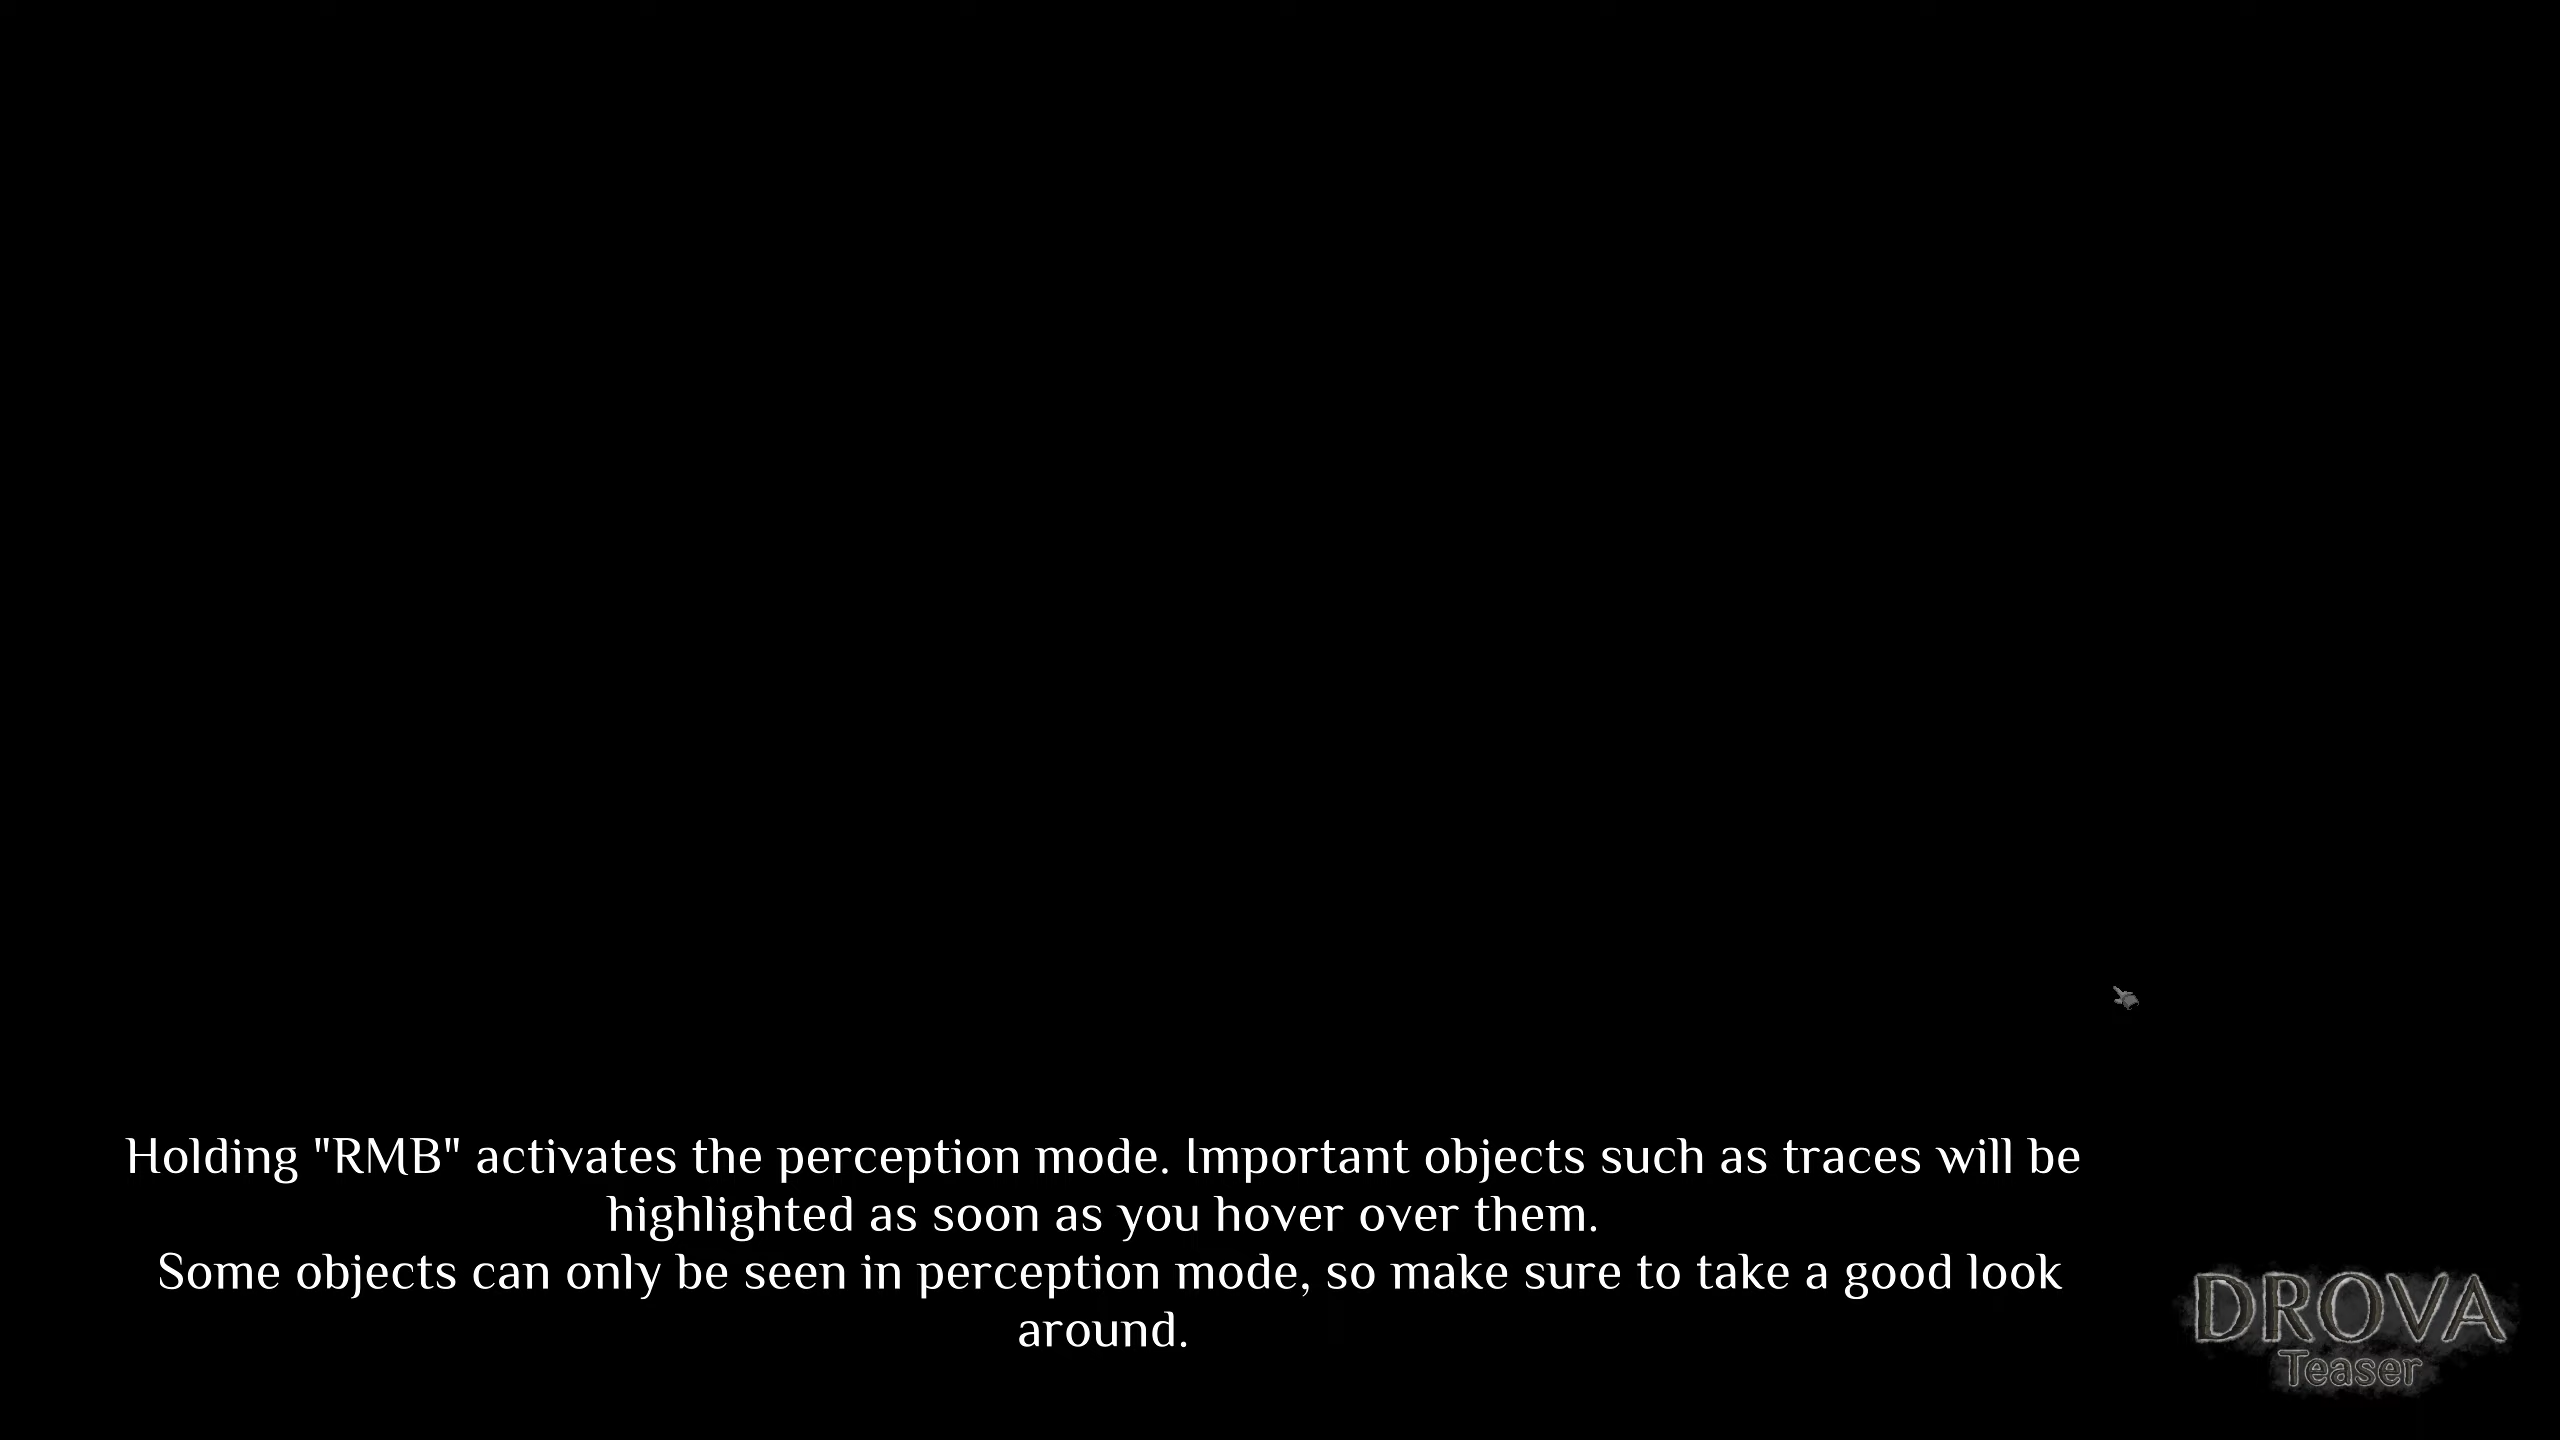 Holding "RMB" activates the perception mode. Important objects such as traces will be
highlighted as soon as you hover over them.
Some objects can only be seen in perception mode, so make sure to take a good look
around.
DROVA
Teaser